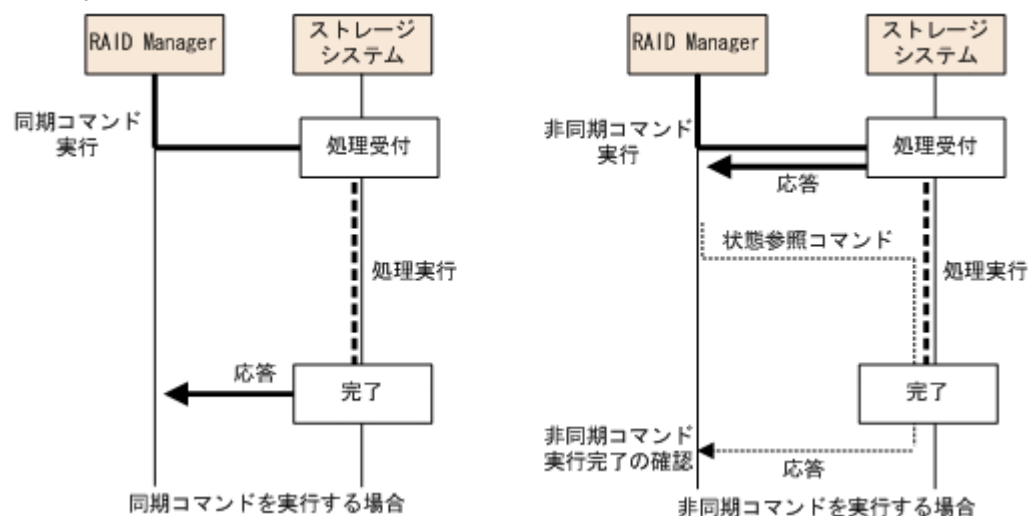 RAID Manager
ストレージ
システム
同期コマンド
実行
処理受付
処理実行
応答
完了
同期コマンドを実行する場合
RAID Manager
ストレージ
システム
非同期コマンド
実行
処理受付
応答
状態参照コマンド
処理実行
完了
非同期コマンド
実行完了の確認
応答
非同期コマンドを実行する場合